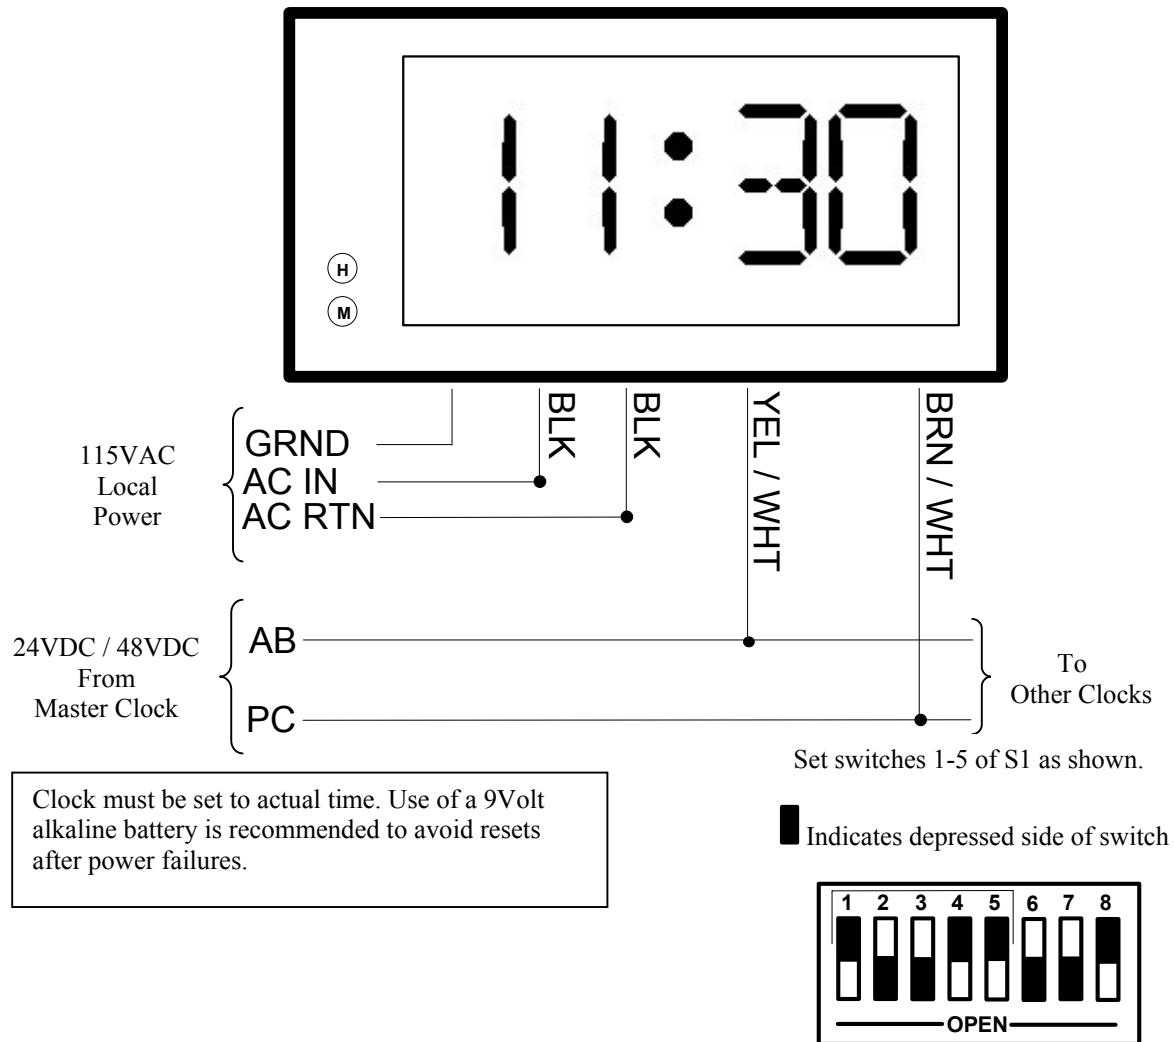 11:30
H
M
BLK
BLK
YEL / WHT
BRN / WHT
115VAC
Local
Power
GRND
AC IN
AC RTN
24VDC / 48VDC
From
Master Clock
AB
PC
To
Other Clocks
Set switches 1-5 of S1 as shown.
Clock must be set to actual time. Use of a 9Volt
alkaline battery is recommended to avoid resets
after power failures.
Indicates depressed side of switch
1 2 3 4 5 6 7 8
OPEN